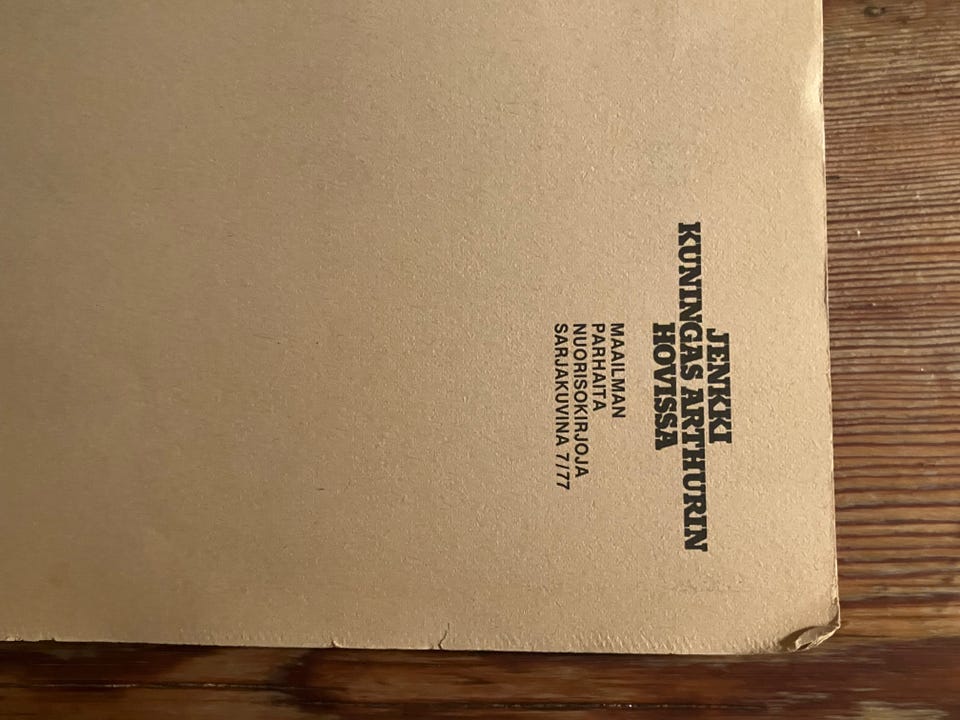 JENKKI
KUNINGAS ARTHURIN
HOVISSA
MAAILMAN
PARHAITA
NUORISOKIRJOJA
SARJAKUVINA 7/77